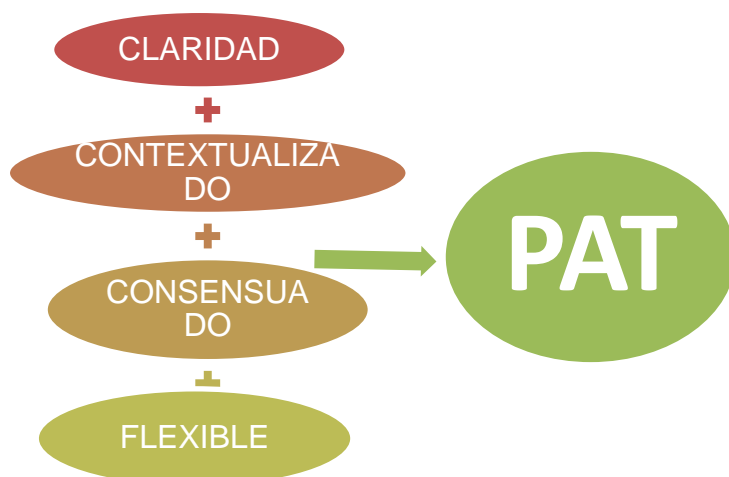 CLARIDAD
CONTEXTUALIZA
DO
CONSENSUA
DO
FLEXIBLE
PAT